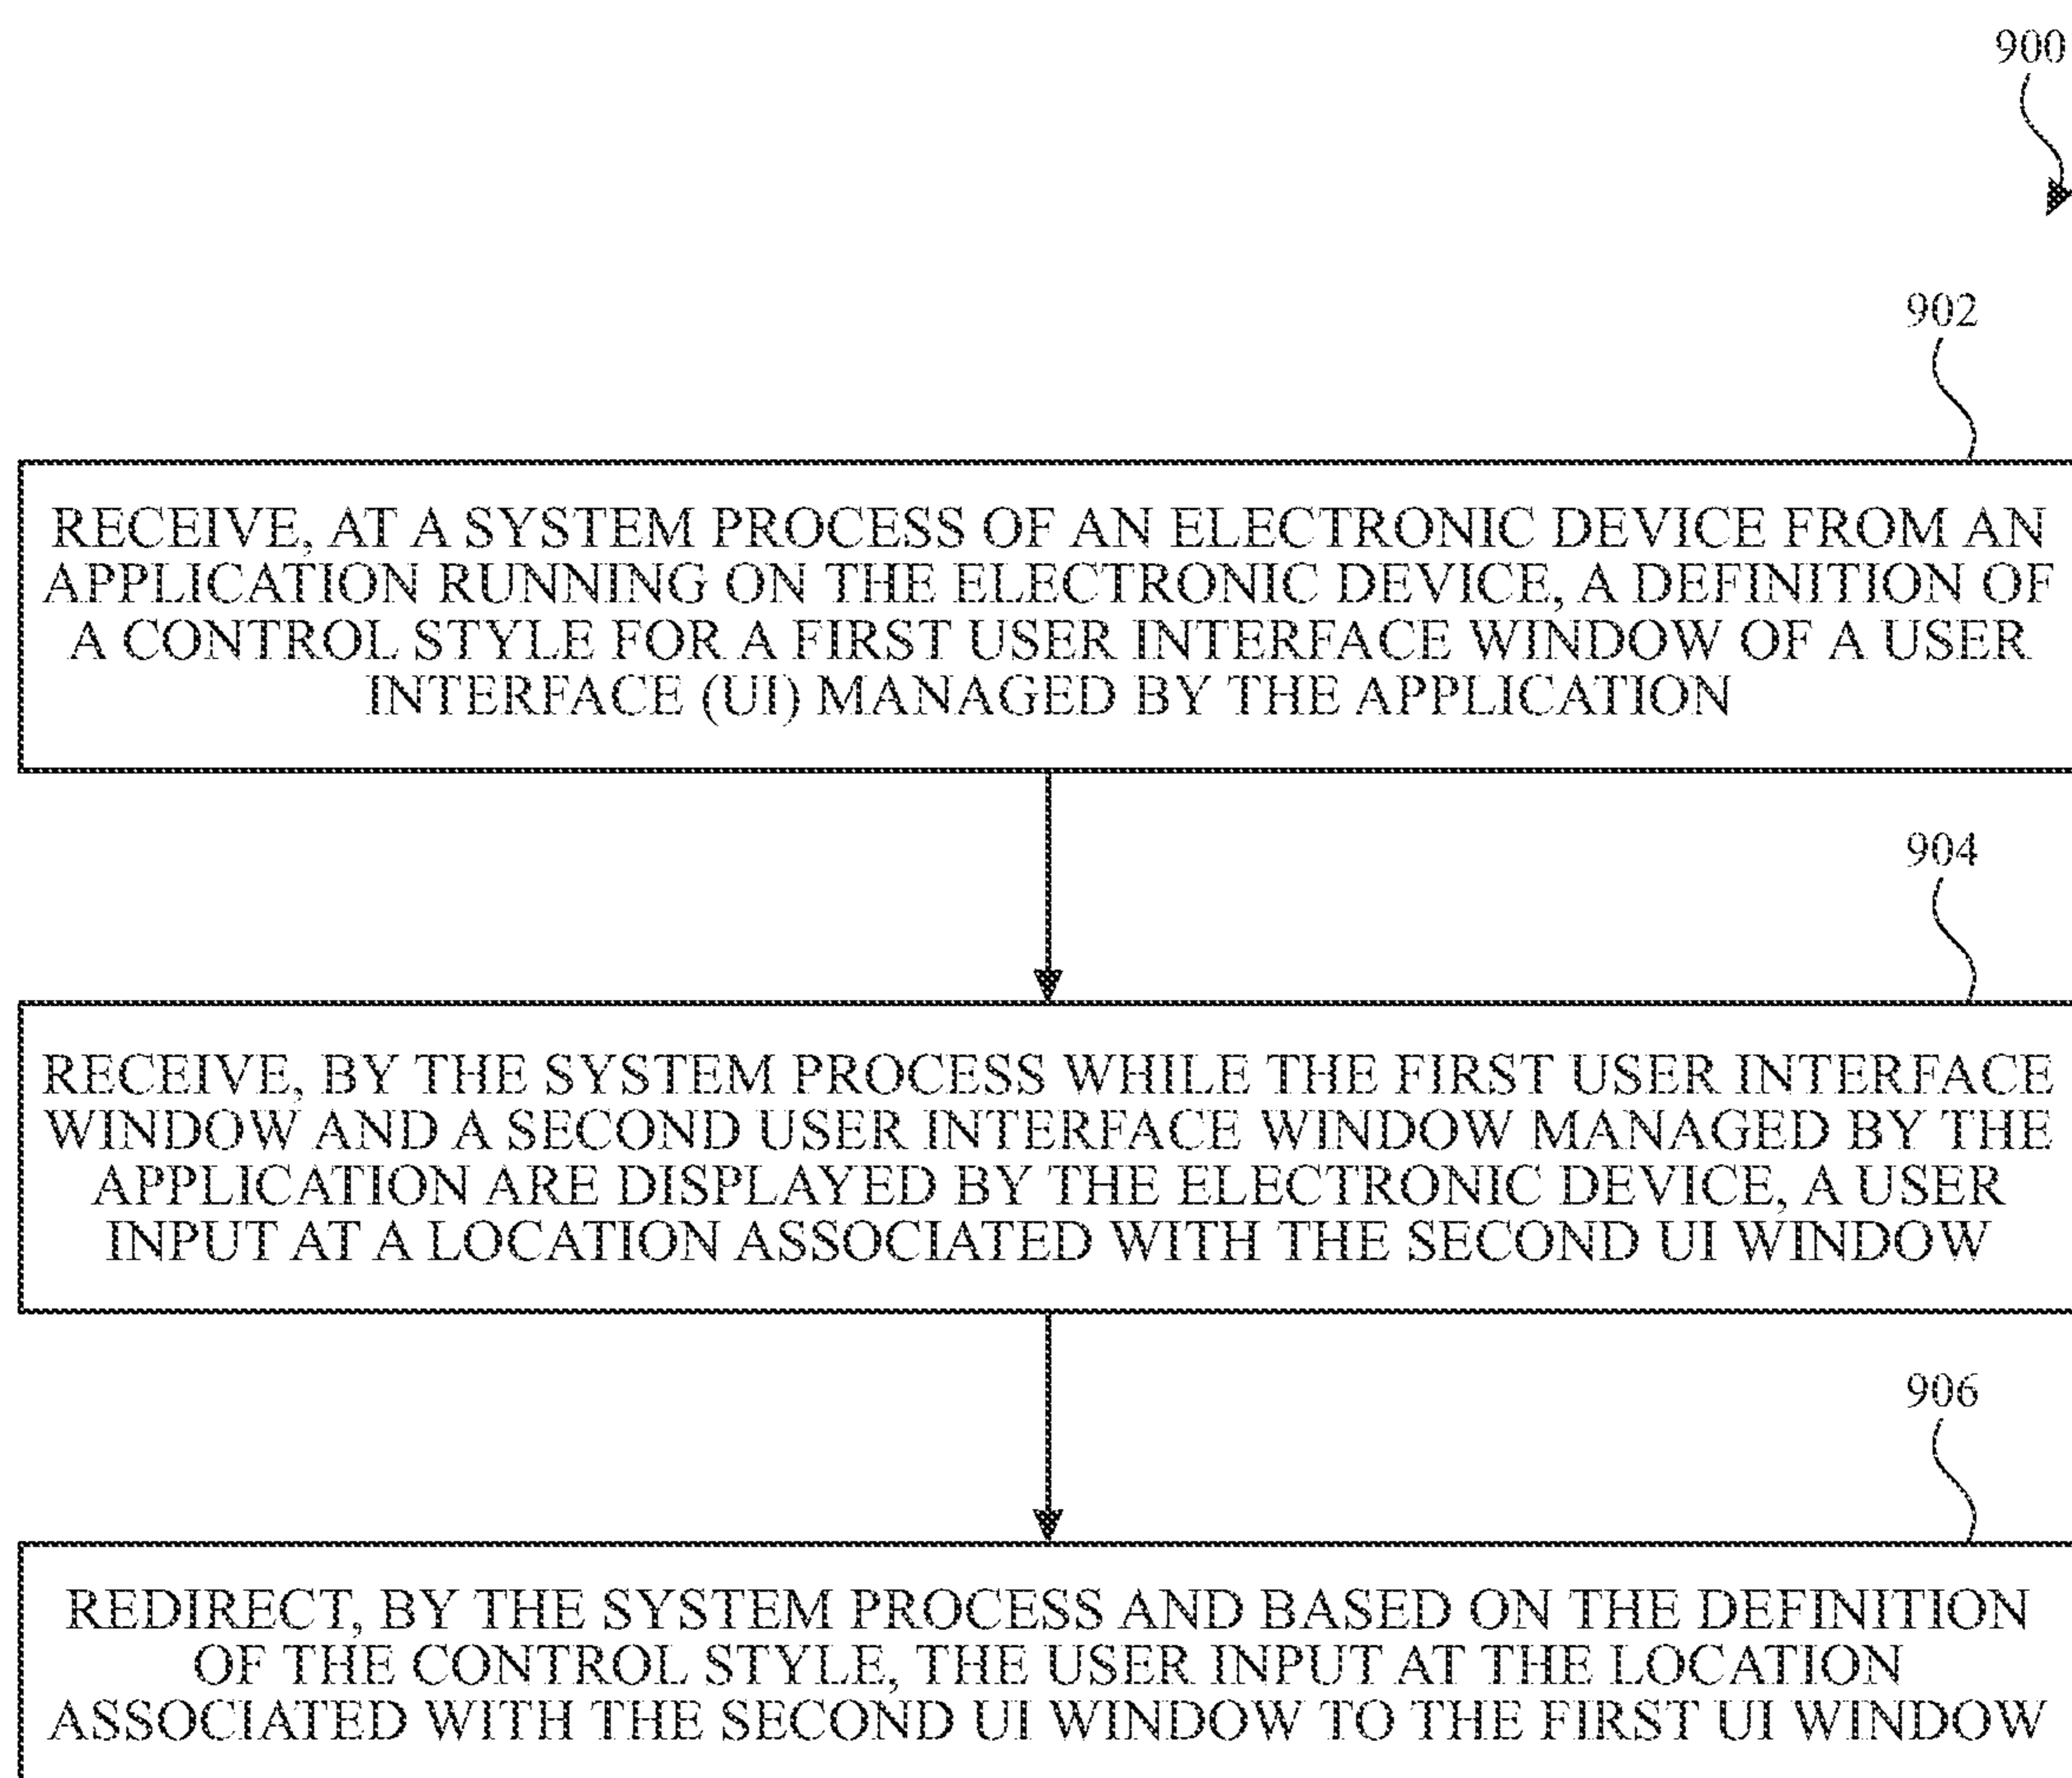 900
902
RECEIVE, AT A SYSTEM PROCESS OF AN ELECTRONIC DEVICE FROM AN
APPLICATION RUNNING ON THE ELECTRONIC DEVICE, A DEFINITION OF
A CONTROL STYLE FOR A FIRST USER INTERFACE WINDOW OF A USER
INTERFACE (UI) MANAGED BY THE APPLICATION
904
RECEIVE, BY THE SYSTEM PROCESS WHILE THE FIRST USER INTERFACE
WINDOW AND A SECOND USER INTERFACE WINDOW MANAGED BY THE
APPLICATION ARE DISPLAYED BY THE ELECTRONIC DEVICE, A USER
INPUT AT A LOCATION ASSOCIATED WITH THE SECOND UI WINDOW
906
REDIRECT, BY THE SYSTEM PROCESS AND BASED ON THE DEFINITION
OF THE CONTROL STYLE, THE USER INPUT AT THE LOCATION
ASSOCIATED WITH THE SECOND UI WINDOW TO THE FIRST UI WINDOW